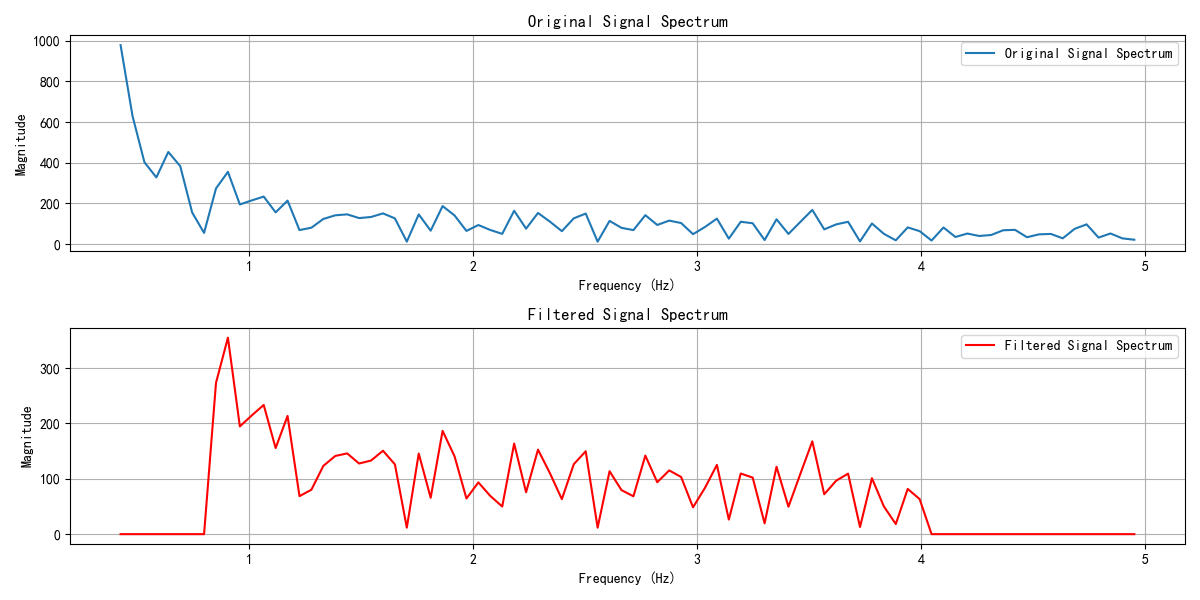 Original Signal Spectrum
1000
800
600
400
200
0
Magnitude
Original Signal Spectrum
1 2 3 4 5
Frequency (Hz)
Filtered Signal Spectrum
300
200
100
0
Magnitude
Filtered Signal Spectrum
1 2 3 4 5
Frequency (Hz)